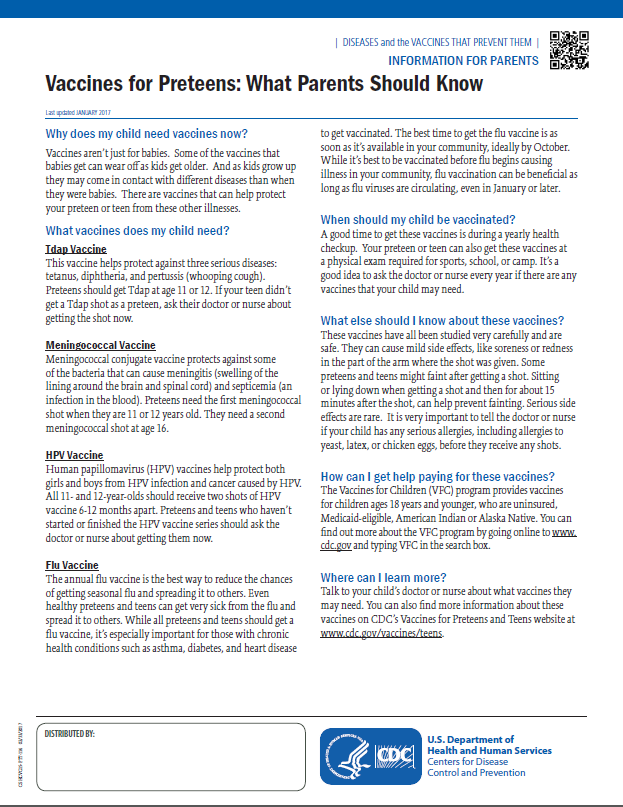 | DISEASES and the VACCINES THAT PREVENT THEM |
INFORMATION FOR PARENTS
Vaccines for Preteens: What Parents Should Know
Last updated JANUARY 2017
Why does my child need vaccines now?
Vaccines aren't just for babies.  Some of the vaccines that
babies get can wear off as kids get older.  And as kids grow up
they may come in contact with different diseases than when
they were babies.  There are vaccines that can help protect
your preteen or teen from these other illnesses.
What vaccines does my child need?
Tdap Vaccine
This vaccine helps protect against three serious diseases:
tetanus, diphtheria, and pertussis (whooping cough).
Preteens should get Tdap at age 11 or 12. If your teen didn't
get a Tdap shot as a preteen, ask their doctor or nurse about
getting the shot now.
Meningococcal Vaccine
Meningococcal conjugate vaccine protects against some
of the bacteria that can cause meningitis (swelling of the
lining around the brain and spinal cord) and septicemia (an
infection in the blood). Preteens need the first meningococcal
shot when they are 11 or 12 years old. They need a second
meningococcal shot at age 16.
HPV Vaccine
Human papillomavirus (HPV) vaccines help protect both
girls and boys from HPV infection and cancer caused by HPV.
All 11- and 12-year-olds should receive two shots of HPV
vaccine 6-12 months apart. Preteens and teens who haven't
started or finished the HPV vaccine series should ask the
doctor or nurse about getting them now.
Flu Vaccine
The annual flu vaccine is the best way to reduce the chances
of getting seasonal flu and spreading it to others. Even
healthy preteens and teens can get very sick from the flu and
spread it to others. While all preteens and teens should get a
flu vaccine, it's especially important for those with chronic
health conditions such as asthma, diabetes, and heart disease
to get vaccinated. The best time to get the flu vaccine is as
soon as it's available in your community, ideally by October.
While it's best to be vaccinated before flu begins causing
illness in your community, flu vaccination can be beneficial as
long as flu viruses are circulating, even in January or later.
When should my child be vaccinated?
A good time to get these vaccines is during a yearly health
checkup.  Your preteen or teen can also get these vaccines at
a physical exam required for sports, school, or camp. It's a
good idea to ask the doctor or nurse every year if there are any
vaccines that your child may need.
What else should I know about these vaccines?
These vaccines have all been studied very carefully and are
safe. They can cause mild side effects, like soreness or redness
in the part of the arm where the shot was given. Some
preteens and teens might faint after getting a shot. Sitting
or lying down when getting a shot and then for about 15
minutes after the shot, can help prevent fainting. Serious side
effects are rare.  It is very important to tell the doctor or nurse
if your child has any serious allergies, including allergies to
yeast, latex, or chicken eggs, before they receive any shots.
How can I get help paying for these vaccines?
The Vaccines for Children (VFC) program provides vaccines
for children ages 18 years and younger, who are uninsured,
Medicaid-eligible, American Indian or Alaska Native. You can
find out more about the VFC program by going online to www.
cdc.gov and typing VFC in the search box.
Where can I learn more?
Talk to your child's doctor or nurse about what vaccines they
may need. You can also find more information about these
vaccines on CDC's Vaccines for Preteens and Teens website at
www.cdc.gov/vaccines/teens.
DISTRIBUTED BY:
CDC
U.S. Department of
Health and Human Services
Centers for Disease
Control and Prevention